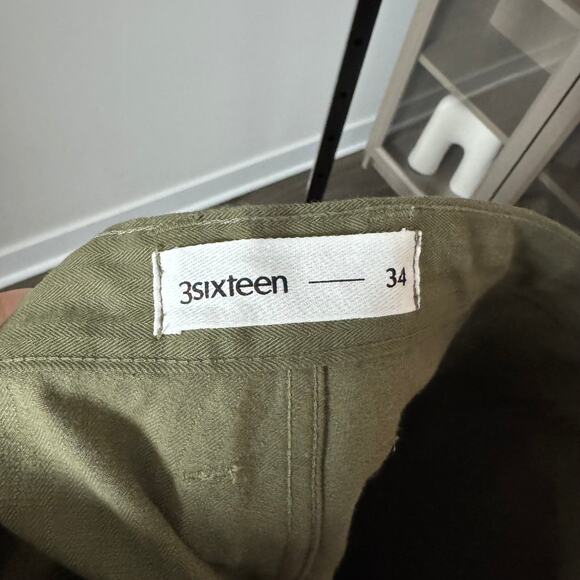 3sixteen — 34